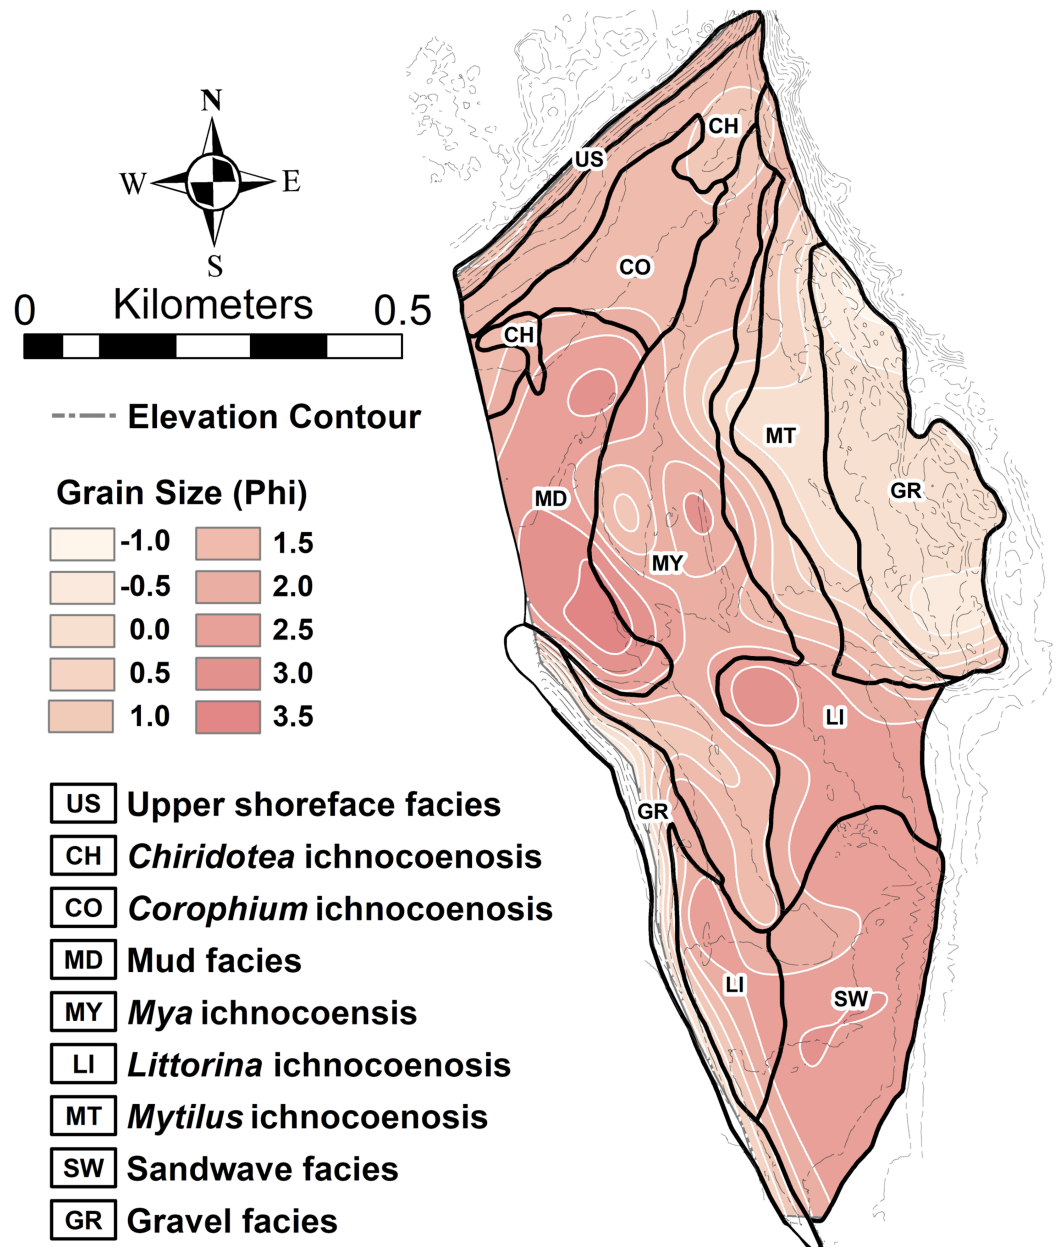 N
W E
S
0 Kilometers 0.5
Elevation Contour
Grain Size (Phi)
-1.0 1.5
-0.5 2.0
0.0 2.5
0.5 3.0
1.0 3.5
US Upper shoreface facies
CH Chiridotea ichnocoenosis
CO Corophium ichnocoenosis
MD Mud facies
MY Mya ichnocoensis
LI Littorina ichnocoenosis
MT Mytilus ichnocoenosis
SW Sandwave facies
GR Gravel facies
CH
US
CO
CH
MT
GR
MD
MY
LI
GR
LI
SW